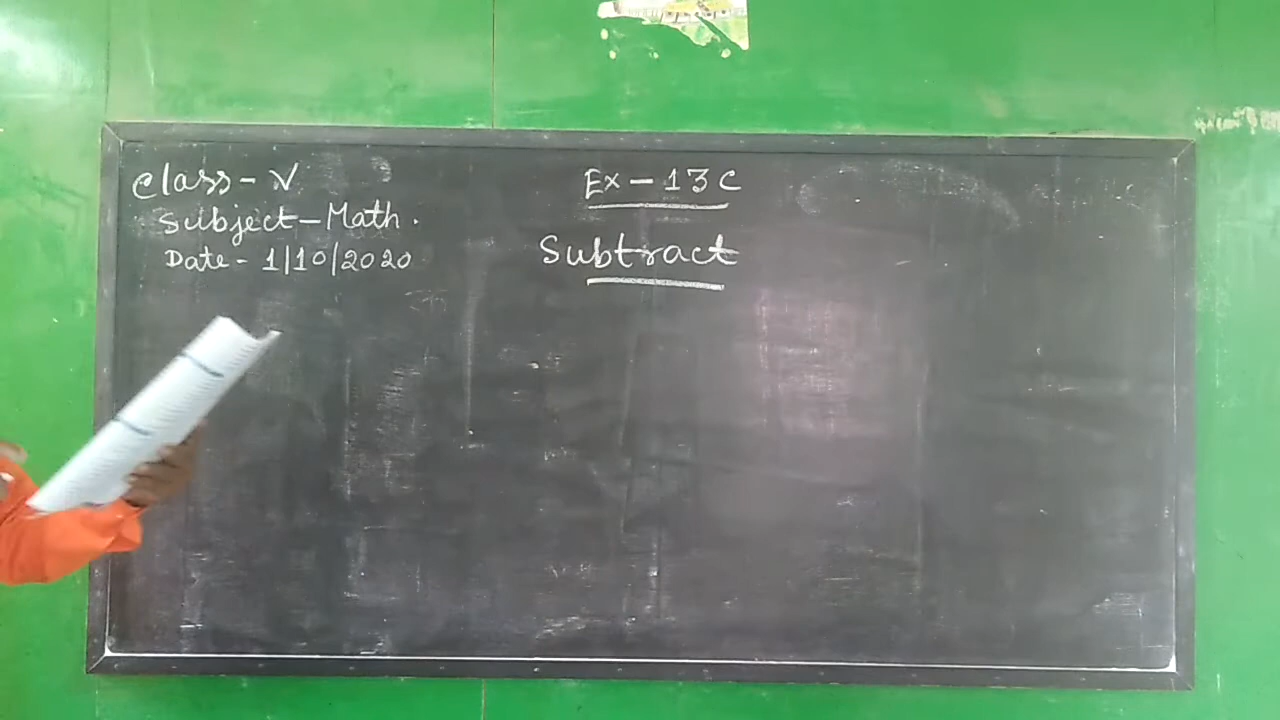 Class - V
Subject - Math.
Date - 1/10/2020
Ex - 13 C
Subtract